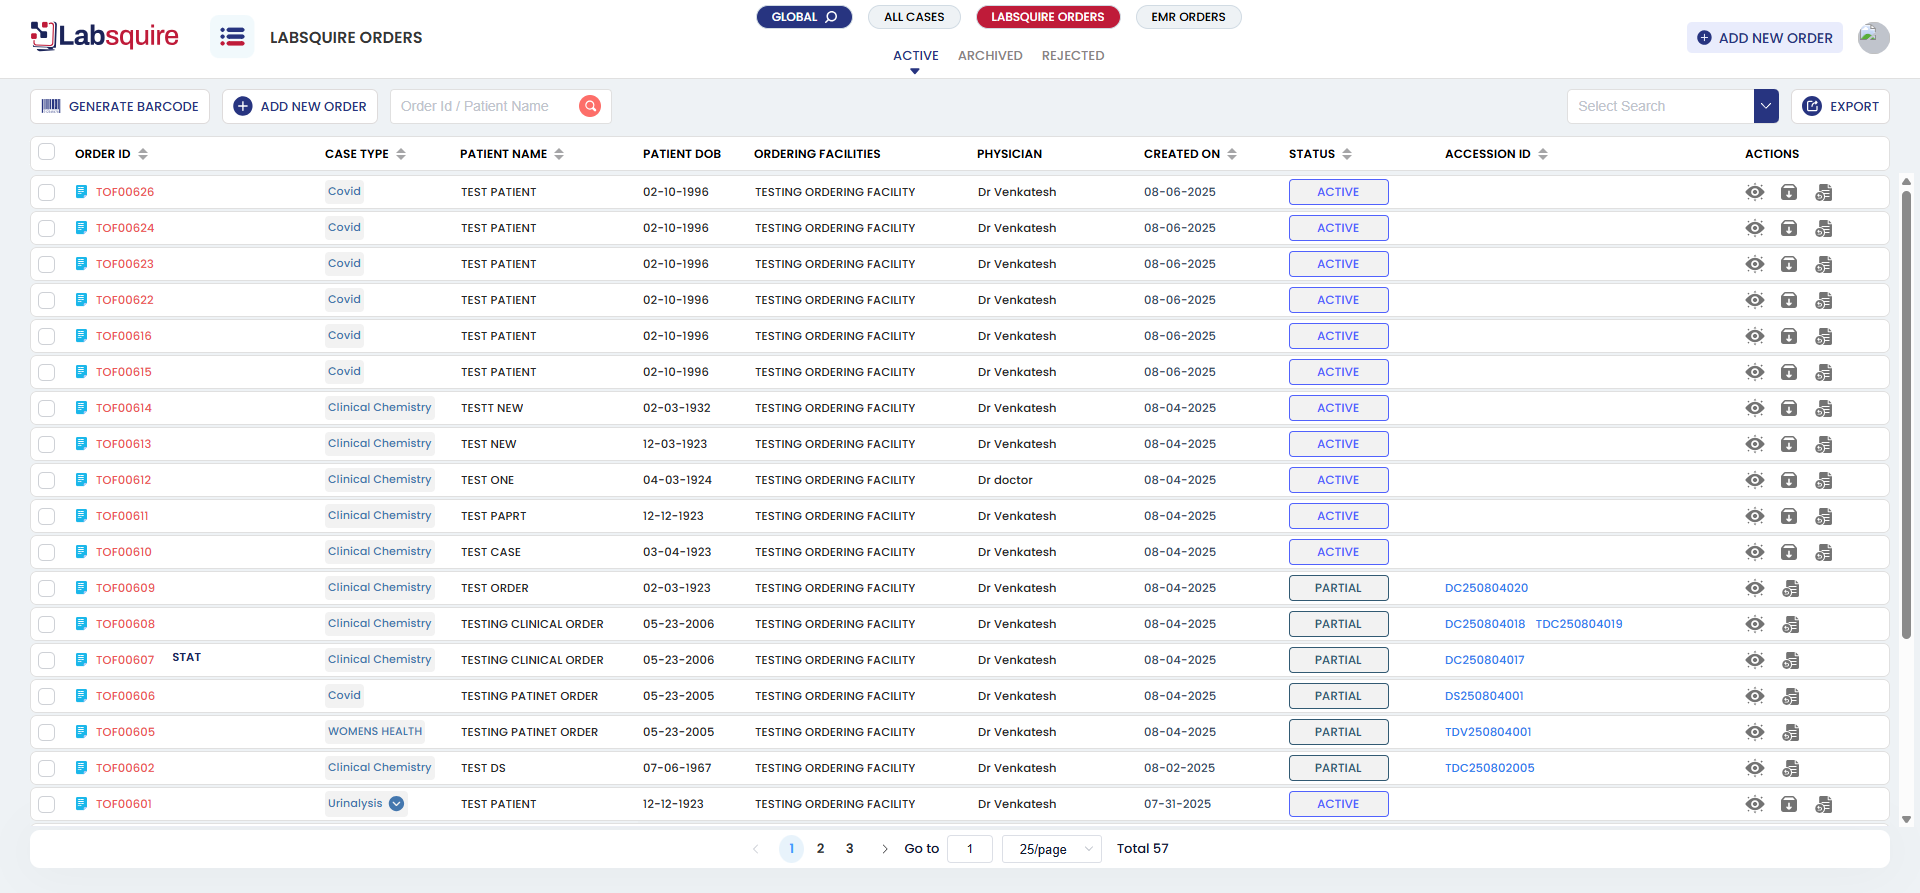 Labsquire
LABSQUIRE ORDERS
GLOBAL ALL CASES LABSQUIRE ORDERS EMR ORDERS
ACTIVE ARCHIVED REJECTED
ADD NEW ORDER
GENERATE BARCODE ADD NEW ORDER Order Id / Patient Name Select Search EXPORT
ORDER ID CASE TYPE PATIENT NAME PATIENT DOB ORDERING FACILITIES PHYSICIAN CREATED ON STATUS ACCESSION ID ACTIONS
TOF00626 Covid TEST PATIENT 02-10-1996 TESTING ORDERING FACILITY Dr Venkatesh 08-06-2025 ACTIVE
TOF00624 Covid TEST PATIENT 02-10-1996 TESTING ORDERING FACILITY Dr Venkatesh 08-06-2025 ACTIVE
TOF00623 Covid TEST PATIENT 02-10-1996 TESTING ORDERING FACILITY Dr Venkatesh 08-06-2025 ACTIVE
TOF00622 Covid TEST PATIENT 02-10-1996 TESTING ORDERING FACILITY Dr Venkatesh 08-06-2025 ACTIVE
TOF00616 Covid TEST PATIENT 02-10-1996 TESTING ORDERING FACILITY Dr Venkatesh 08-06-2025 ACTIVE
TOF00615 Covid TEST PATIENT 02-10-1996 TESTING ORDERING FACILITY Dr Venkatesh 08-06-2025 ACTIVE
TOF00614 Clinical Chemistry TESTT NEW 02-03-1932 TESTING ORDERING FACILITY Dr Venkatesh 08-04-2025 ACTIVE
TOF00613 Clinical Chemistry TEST NEW 12-03-1923 TESTING ORDERING FACILITY Dr Venkatesh 08-04-2025 ACTIVE
TOF00612 Clinical Chemistry TEST ONE 04-03-1924 TESTING ORDERING FACILITY Dr doctor 08-04-2025 ACTIVE
TOF00611 Clinical Chemistry TEST PAPRT 12-12-1923 TESTING ORDERING FACILITY Dr Venkatesh 08-04-2025 ACTIVE
TOF00610 Clinical Chemistry TEST CASE 03-04-1923 TESTING ORDERING FACILITY Dr Venkatesh 08-04-2025 ACTIVE
TOF00609 Clinical Chemistry TEST ORDER 02-03-1923 TESTING ORDERING FACILITY Dr Venkatesh 08-04-2025 PARTIAL DC250804020
TOF00608 Clinical Chemistry TESTING CLINICAL ORDER 05-23-2006 TESTING ORDERING FACILITY Dr Venkatesh 08-04-2025 PARTIAL DC250804018 TDC250804019
TOF00607 STAT Clinical Chemistry TESTING CLINICAL ORDER 05-23-2006 TESTING ORDERING FACILITY Dr Venkatesh 08-04-2025 PARTIAL DC250804017
TOF00606 Covid TESTING PATINET ORDER 05-23-2005 TESTING ORDERING FACILITY Dr Venkatesh 08-04-2025 PARTIAL DS250804001
TOF00605 WOMENS HEALTH TESTING PATINET ORDER 05-23-2005 TESTING ORDERING FACILITY Dr Venkatesh 08-04-2025 PARTIAL TDV250804001
TOF00602 Clinical Chemistry TEST DS 07-06-1967 TESTING ORDERING FACILITY Dr Venkatesh 08-02-2025 PARTIAL TDC250802005
TOF00601 Urinalysis TEST PATIENT 12-12-1923 TESTING ORDERING FACILITY Dr Venkatesh 07-31-2025 ACTIVE
1 2 3 Go to 1 25/page Total 57